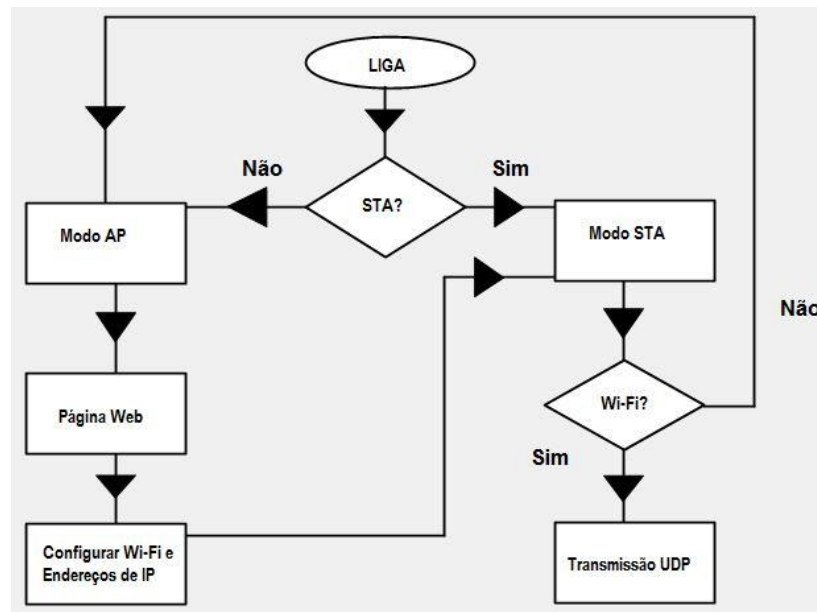 LIGA
Não
Sim
STA?
Modo AP
Modo STA
Não
Página Web
Wi-Fi?
Sim
Configurar Wi-Fi e
Endereços de IP
Transmissão UDP